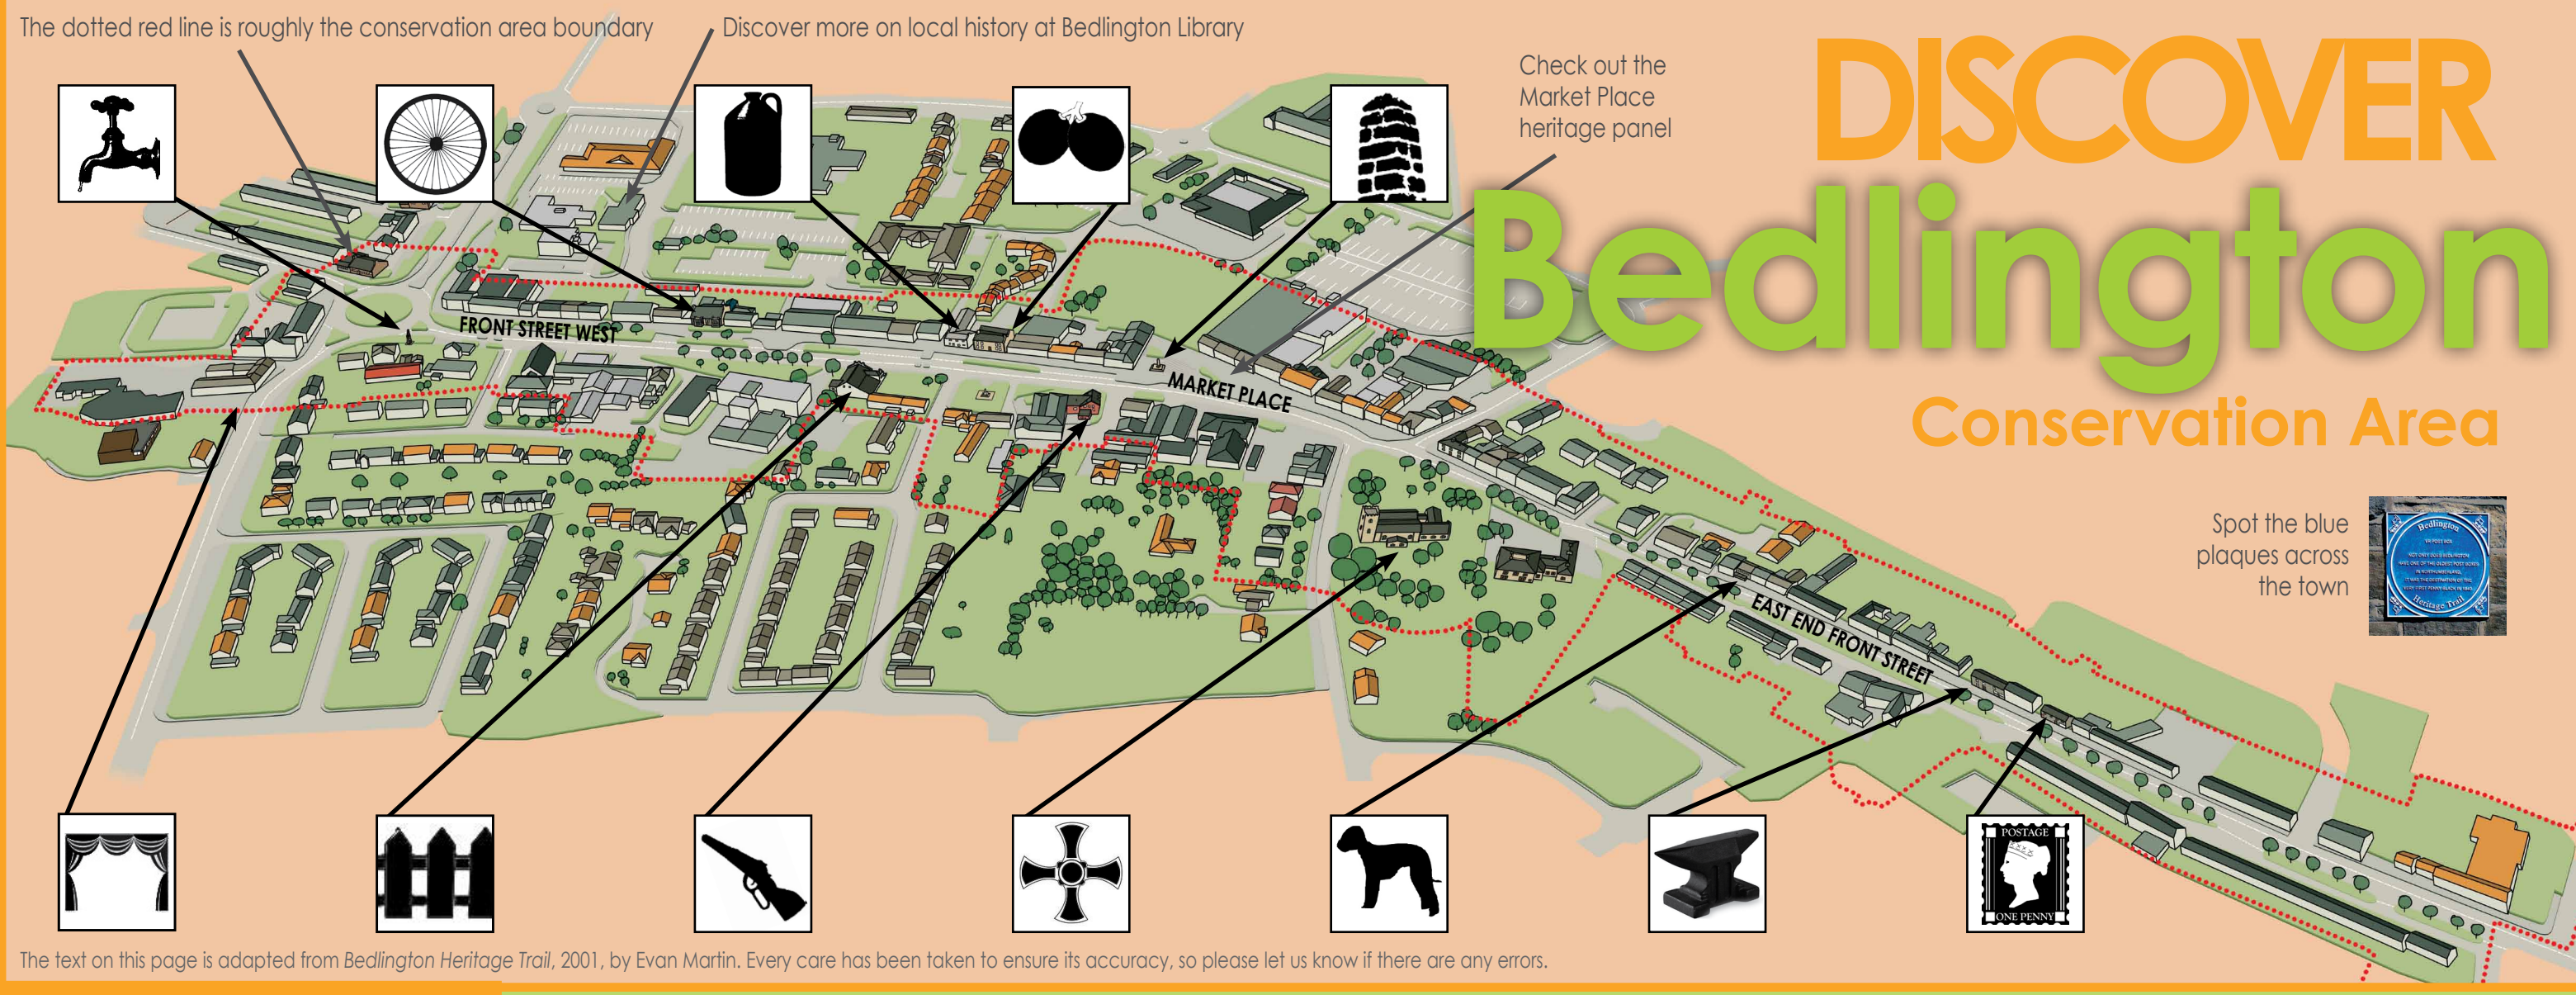 The dotted red line is roughly the conservation area boundary
Discover more on local history at Bedlington Library
Check out the
Market Place
heritage panel
DISCOVER
Bedlington
Conservation Area
FRONT STREET WEST
MARKET PLACE
EAST END FRONT STREET
Spot the blue
plaques across
the town
Bedlington
Heritage Trail
POSTAGE
ONE PENNY
The text on this page is adapted from Bedlington Heritage Trail, 2001, by Evan Martin. Every care has been taken to ensure its accuracy, so please let us know if there are any errors.